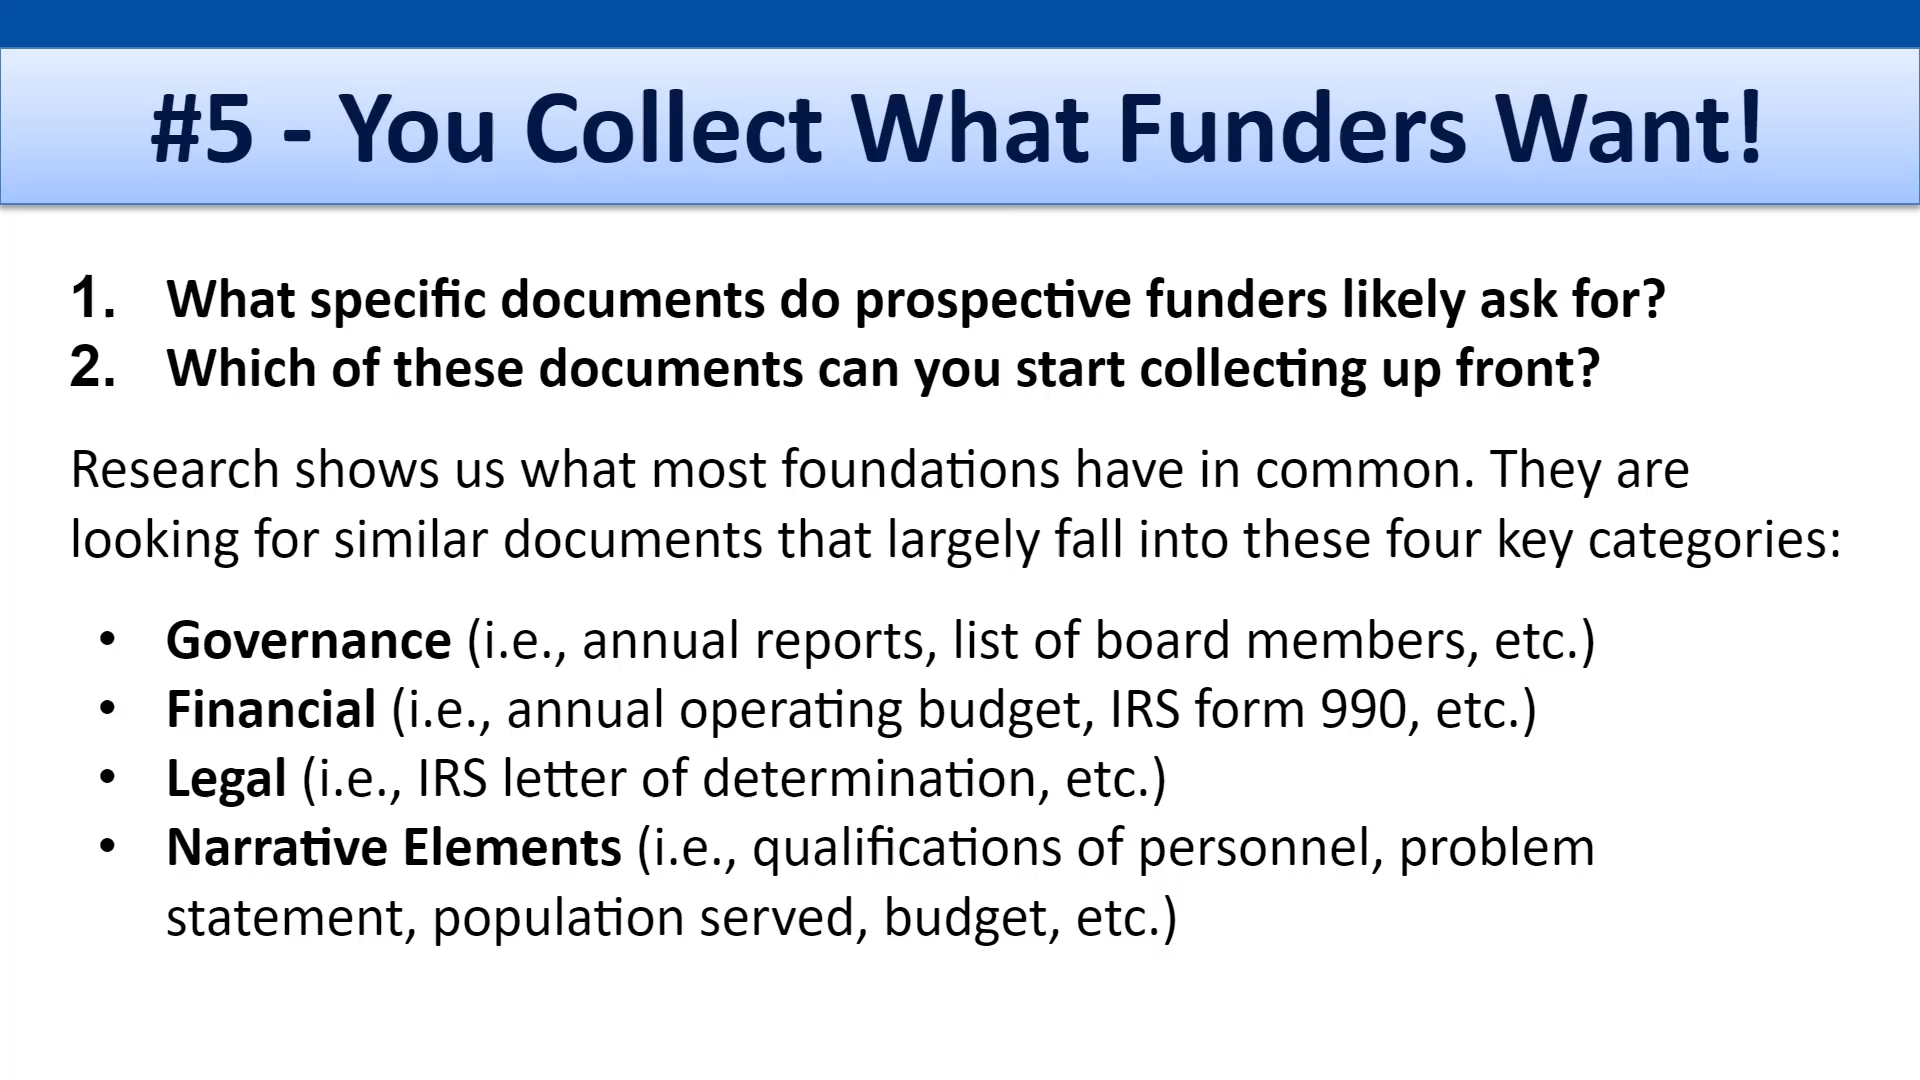 #5 - You Collect What Funders Want!
1. What specific documents do prospective funders likely ask for?
2. Which of these documents can you start collecting up front?
Research shows us what most foundations have in common. They are
looking for similar documents that largely fall into these four key categories:
• Governance (i.e., annual reports, list of board members, etc.)
• Financial (i.e., annual operating budget, IRS form 990, etc.)
• Legal (i.e., IRS letter of determination, etc.)
• Narrative Elements (i.e., qualifications of personnel, problem
statement, population served, budget, etc.)